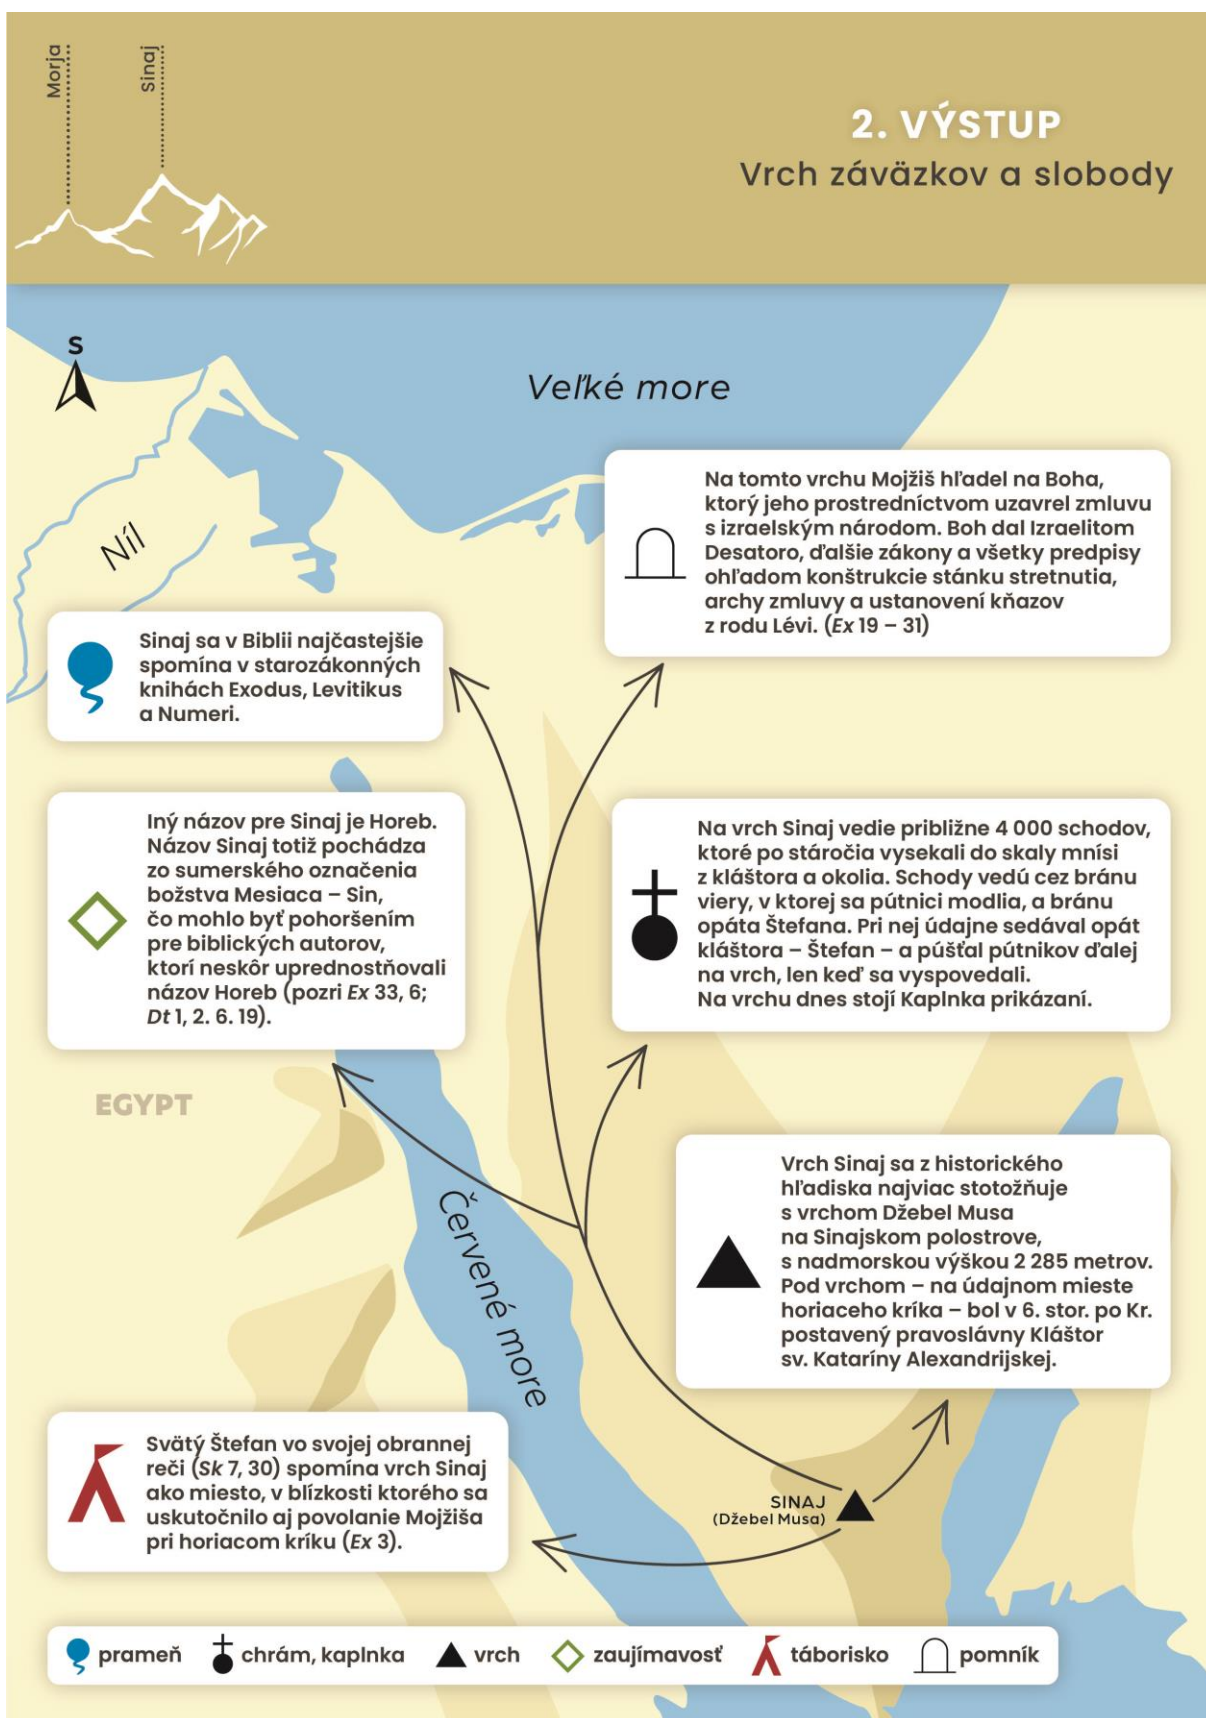 Morja
Sinaj
2. VÝSTUP
Vrch záväzkov a slobody
S
Veľké more
Níl
Na tomto vrchu Mojžiš hľadel na Boha,
ktorý jeho prostredníctvom uzavrel zmluvu
s izraelským národom. Boh dal Izraelitom
Desatoro, ďalšie zákony a všetky predpisy
ohľadom konštrukcie stánku stretnutia,
archy zmluvy a ustanovení kňazov
z rodu Lévi. (Ex 19 – 31)
Sinaj sa v Biblii najčastejšie
spomína v starozákonných
knihách Exodus, Levitikus
a Numeri.
Iný názov pre Sinaj je Horeb.
Názov Sinaj totiž pochádza
zo sumerského označenia
božstva Mesiaca – Sin,
čo mohlo byť pohoršením
pre biblických autorov,
ktorí neskôr uprednostňovali
názov Horeb (pozri Ex 33, 6;
Dt 1, 2. 6. 19).
Na vrch Sinaj vedie približne 4 000 schodov,
ktoré po stáročia vysekali do skaly mnísi
z kláštora a okolia. Schody vedú cez bránu
viery, v ktorej sa pútnici modlia, a bránu
opáta Štefana. Pri nej údajne sedával opát
kláštora – Štefan – a púšťal pútnikov ďalej
na vrch, len keď sa vyspovedali.
Na vrchu dnes stojí Kaplnka prikázaní.
EGYPT
Červené more
Vrch Sinaj sa z historického
hľadiska najviac stotožňuje
s vrchom Džebel Musa
na Sinajskom polostrove,
s nadmorskou výškou 2 285 metrov.
Pod vrchom – na údajnom mieste
horiaceho kríka – bol v 6. stor. po Kr.
postavený pravoslávny Kláštor
sv. Kataríny Alexandrijskej.
Svätý Štefan vo svojej obrannej
reči (Sk 7, 30) spomína vrch Sinaj
ako miesto, v blízkosti ktorého sa
uskutočnilo aj povolanie Mojžiša
pri horiacom kríku (Ex 3).
SINAJ
(Džebel Musa)
prameň
chrám, kaplnka
vrch
zaujímavosť
táborisko
pomník